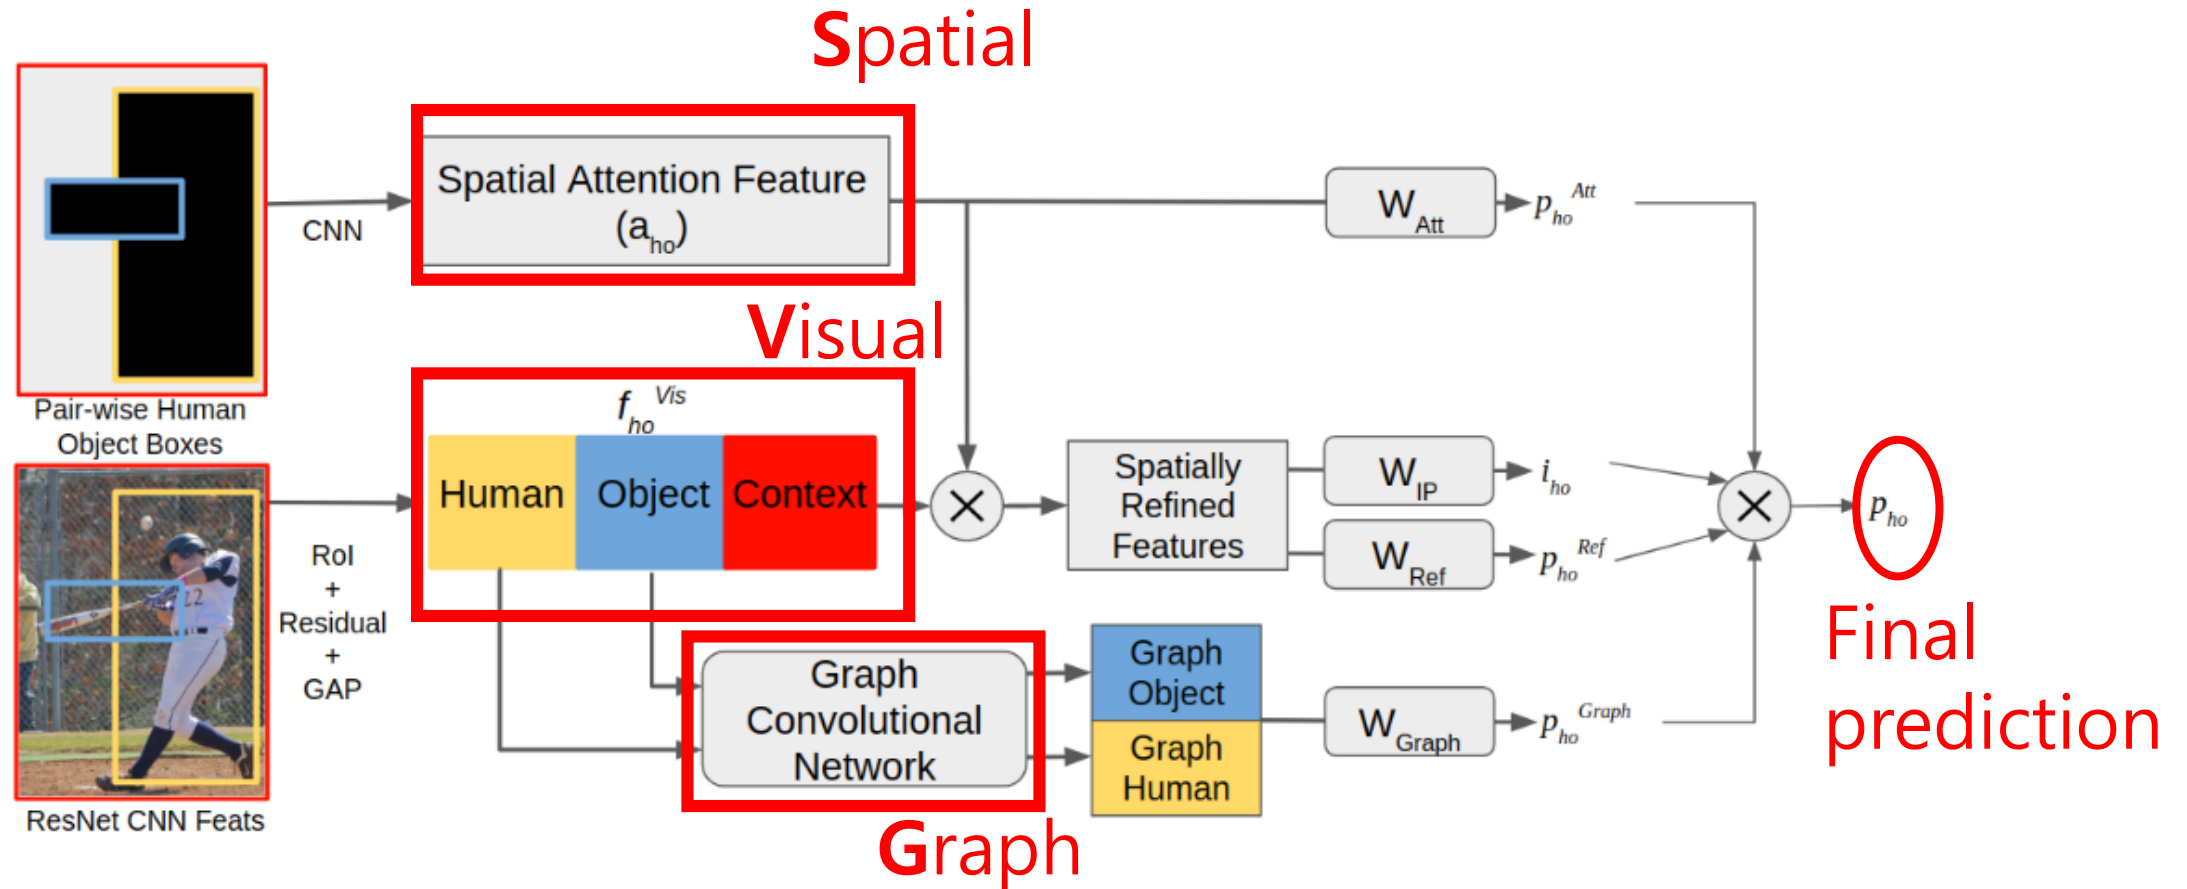 Spatial
Spatial Attention Feature
(a_ho)
CNN
W_Att
p_ho^Att
Pair-wise Human
Object Boxes
Visual
f_ho^Vis
Human Object Context
RoI
+
Residual
+
GAP
22
ResNet CNN Feats
×
Spatially
Refined
Features
W_IP
i_ho
W_Ref
p_ho^Ref
×
p_ho
Final
prediction
Graph
Convolutional
Network
Graph
Object
Graph
Human
W_Graph
p_ho^Graph
Graph